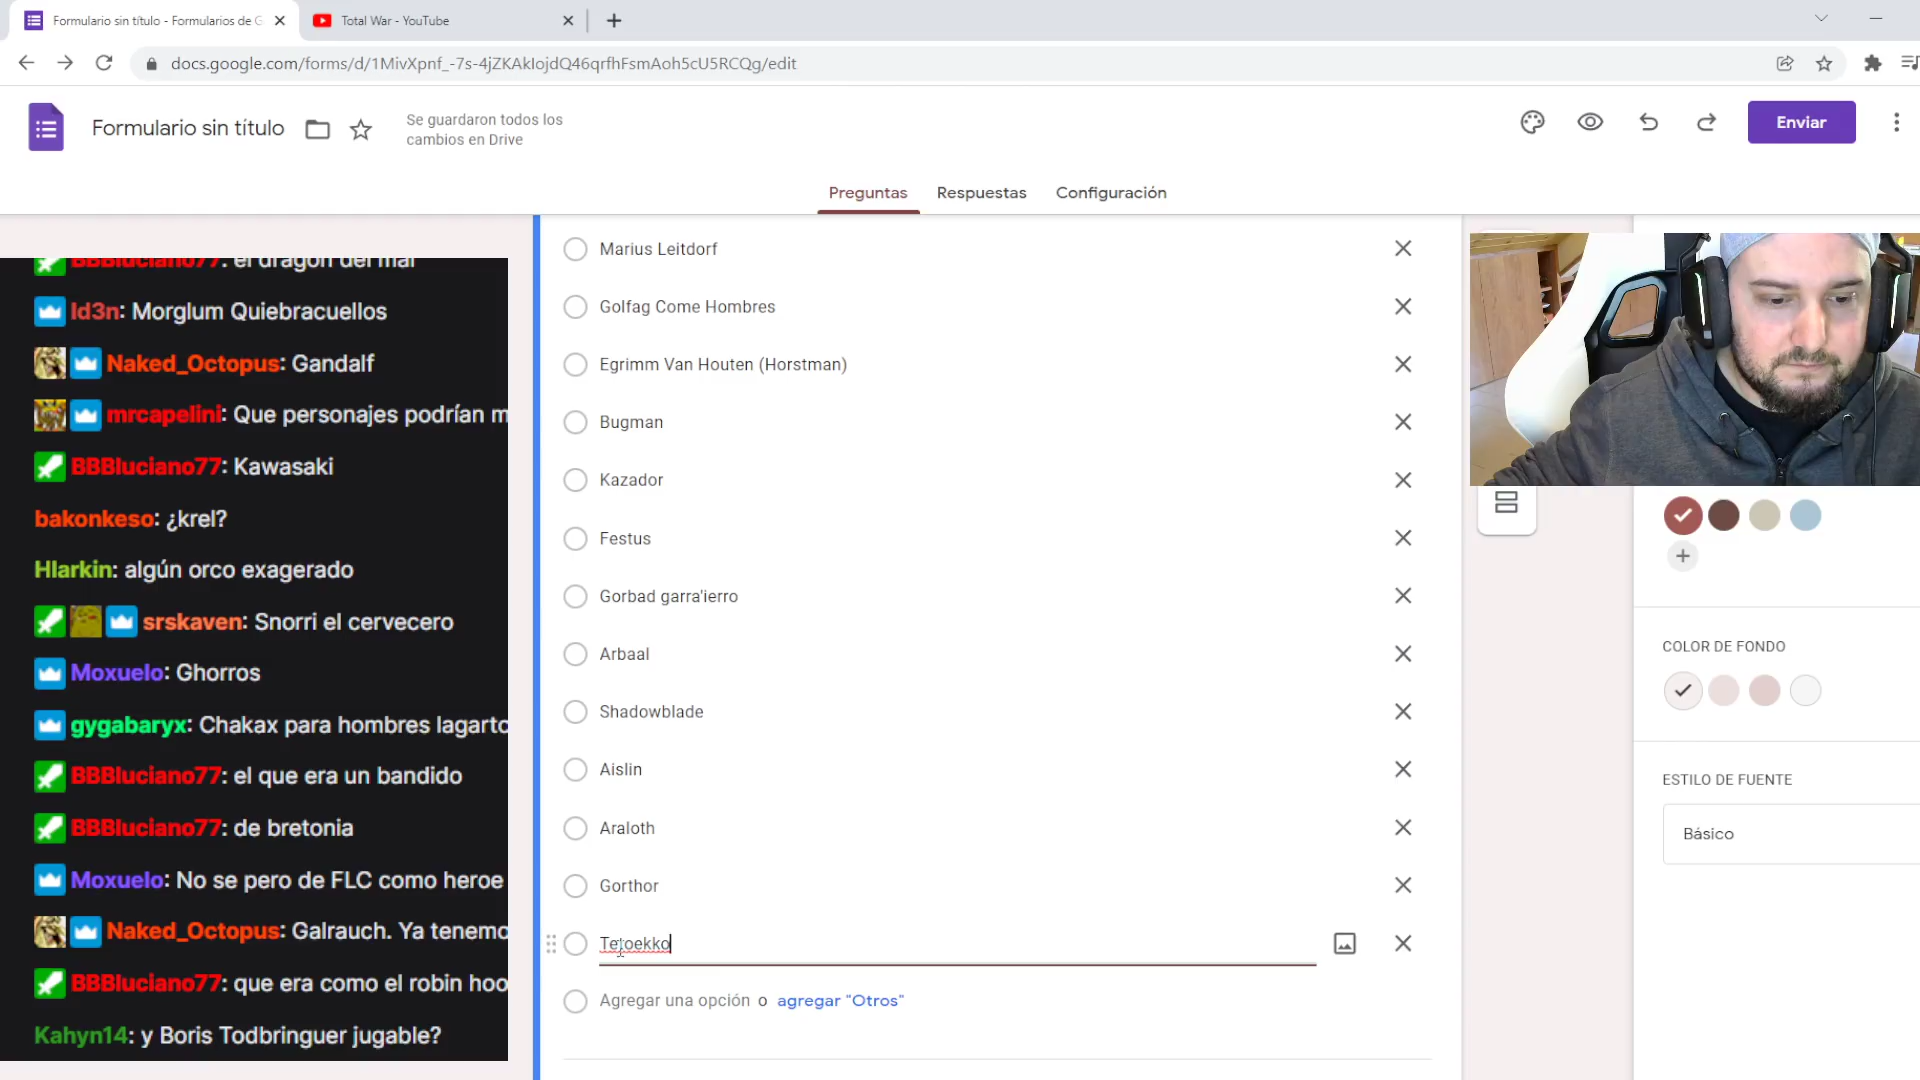 Formulario sin título - Formularios de G
Total War - YouTube
docs.google.com/forms/d/1MivXpnf_-7s-4jZKAkIojdQ46qrfhFsmAoh5cU5RCQg/edit
Formulario sin título
Se guardaron todos los
cambios en Drive
Enviar
Preguntas
Respuestas
Configuración
BBBluciano77: el dragon del mal
Id3n: Morglum Quiebracuellos
Naked_Octopus: Gandalf
mrcapelini: Que personajes podrían m
BBBluciano77: Kawasaki
bakonkeso: ¿krel?
Hlarkin: algún orco exagerado
srskaven: Snorri el cervecero
Moxuelo: Ghorros
gygabaryx: Chakax para hombres lagarto
BBBluciano77: el que era un bandido
BBBluciano77: de bretonia
Moxuelo: No se pero de FLC como heroe
Naked_Octopus: Galrauch. Ya tenemo
BBBluciano77: que era como el robin hoo
Kahyn14: y Boris Todbringuer jugable?
Marius Leitdorf
Golfag Come Hombres
Egrimm Van Houten (Horstman)
Bugman
Kazador
Festus
Gorbad garra'ierro
Arbaal
Shadowblade
Aislin
Araloth
Gorthor
Agregar una opción o agregar "Otros"
COLOR DE FONDO
ESTILO DE FUENTE
Básico